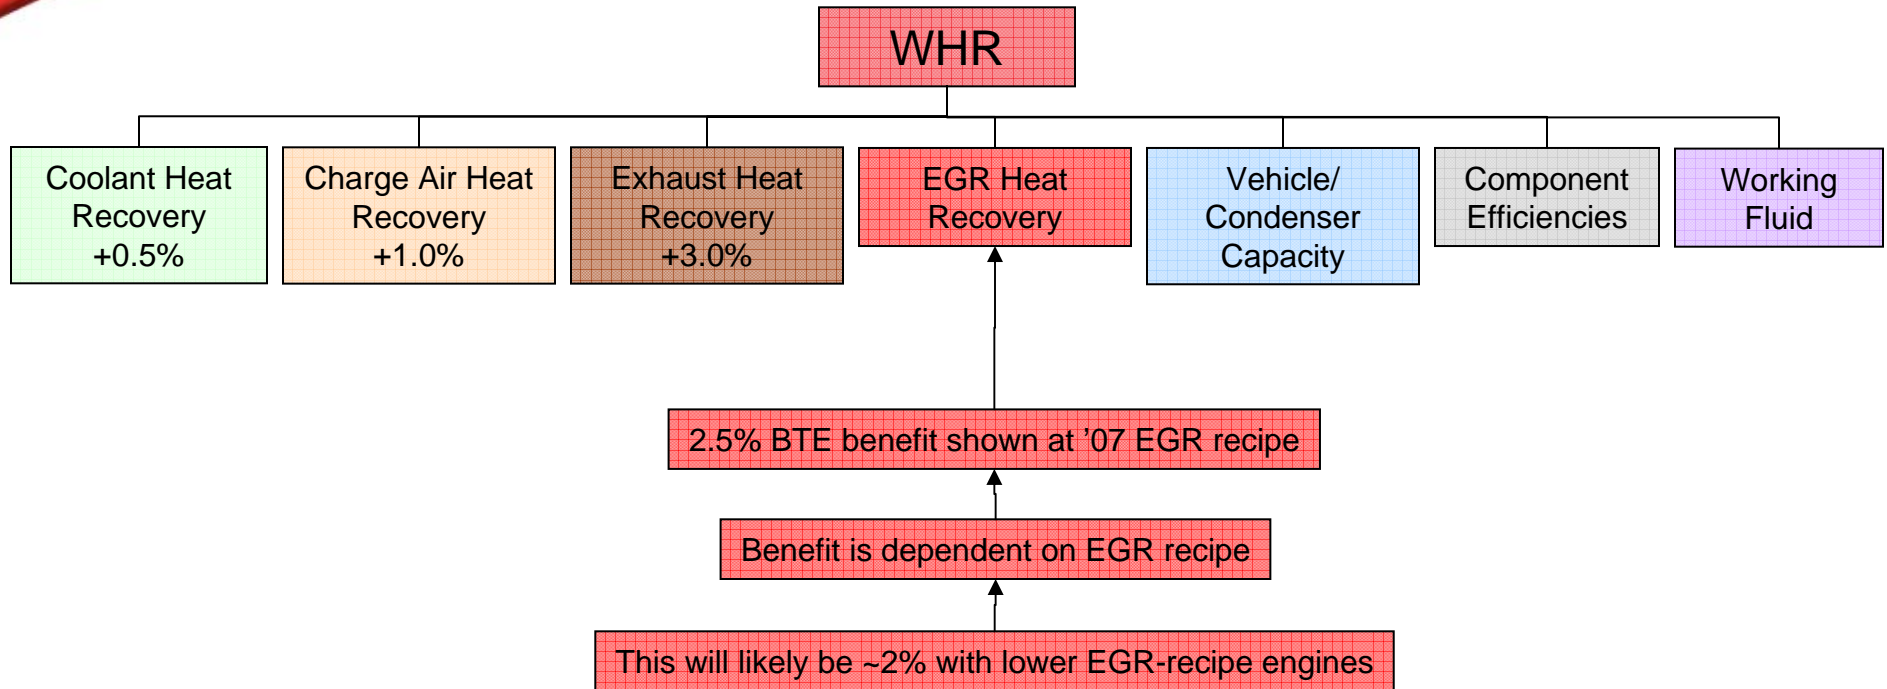 WHR
Coolant Heat
Recovery
+0.5%
Charge Air Heat
Recovery
+1.0%
Exhaust Heat
Recovery
+3.0%
EGR Heat
Recovery
Vehicle/
Condenser
Capacity
Component
Efficiencies
Working
Fluid
2.5% BTE benefit shown at ’07 EGR recipe
Benefit is dependent on EGR recipe
This will likely be ~2% with lower EGR-recipe engines